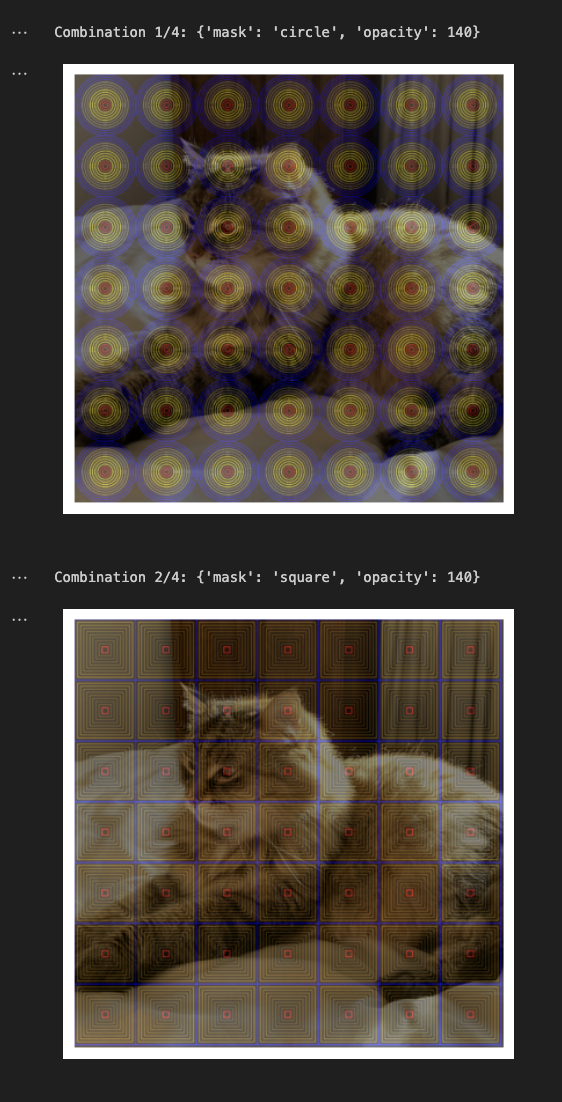 Combination 1/4: {'mask': 'circle', 'opacity': 140}
Combination 2/4: {'mask': 'square', 'opacity': 140}